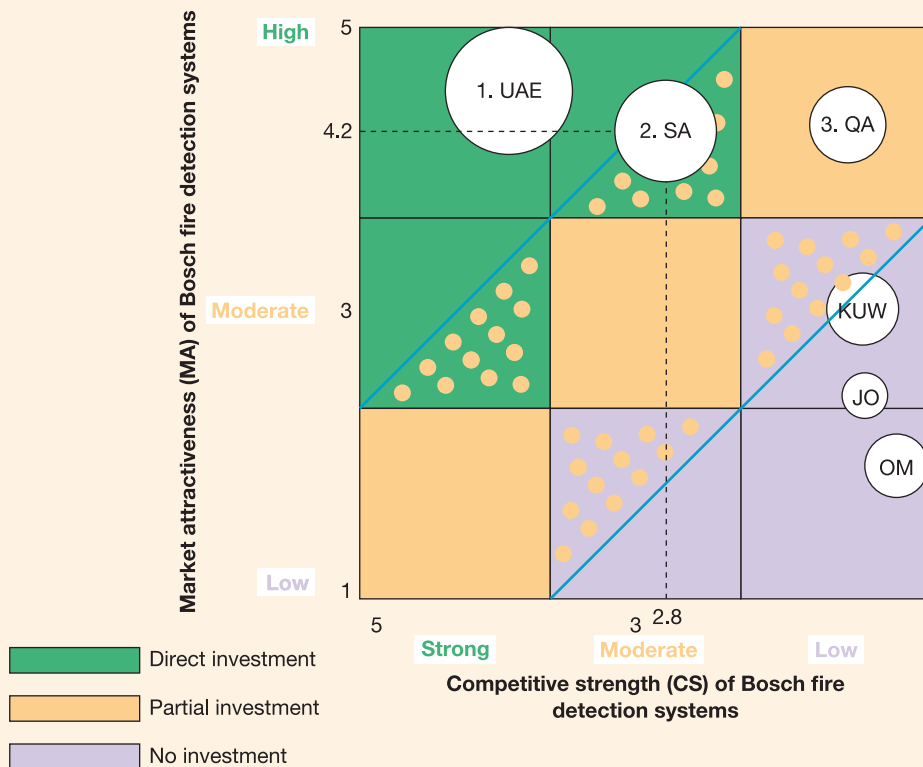 Market attractiveness (MA) of Bosch fire detection systems
High
5
1. UAE
4.2
2. SA
3. QA
Moderate
3
KUW
JO
OM
Low
1
5
3
2.8
Strong
Moderate
Low
Competitive strength (CS) of Bosch fire
detection systems
Direct investment
Partial investment
No investment